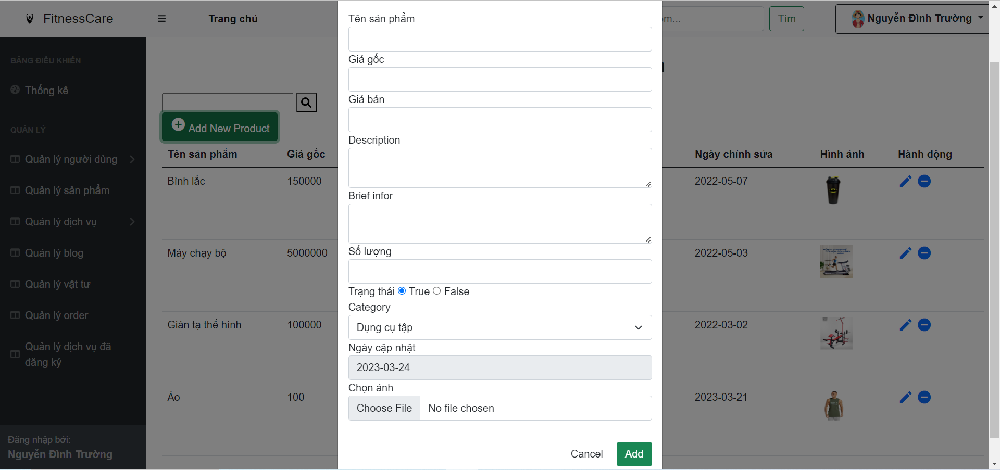 FitnessCare
Trang chủ
Tìm
Nguyễn Đình Trường
BẢNG ĐIỀU KHIỂN
Thống kê
QUẢN LÝ
Quản lý người dùng
Quản lý sản phẩm
Quản lý dịch vụ
Quản lý blog
Quản lý vật tư
Quản lý order
Quản lý dịch vụ đã
đăng ký
Đăng nhập bởi:
Nguyễn Đình Trường
Add New Product
Tên sản phẩm Giá gốc Ngày chỉnh sửa Hình ảnh Hành động
Bình lắc 150000 2022-05-07
Máy chạy bộ 5000000 2022-05-03
Giàn tạ thể hình 100000 2022-03-02
Áo 100 2023-03-21
Tên sản phẩm
Giá gốc
Giá bán
Description
Brief infor
Số lượng
Trạng thái True False
Category
Dụng cụ tập
Ngày cập nhật
2023-03-24
Chọn ảnh
Choose File No file chosen
Cancel Add